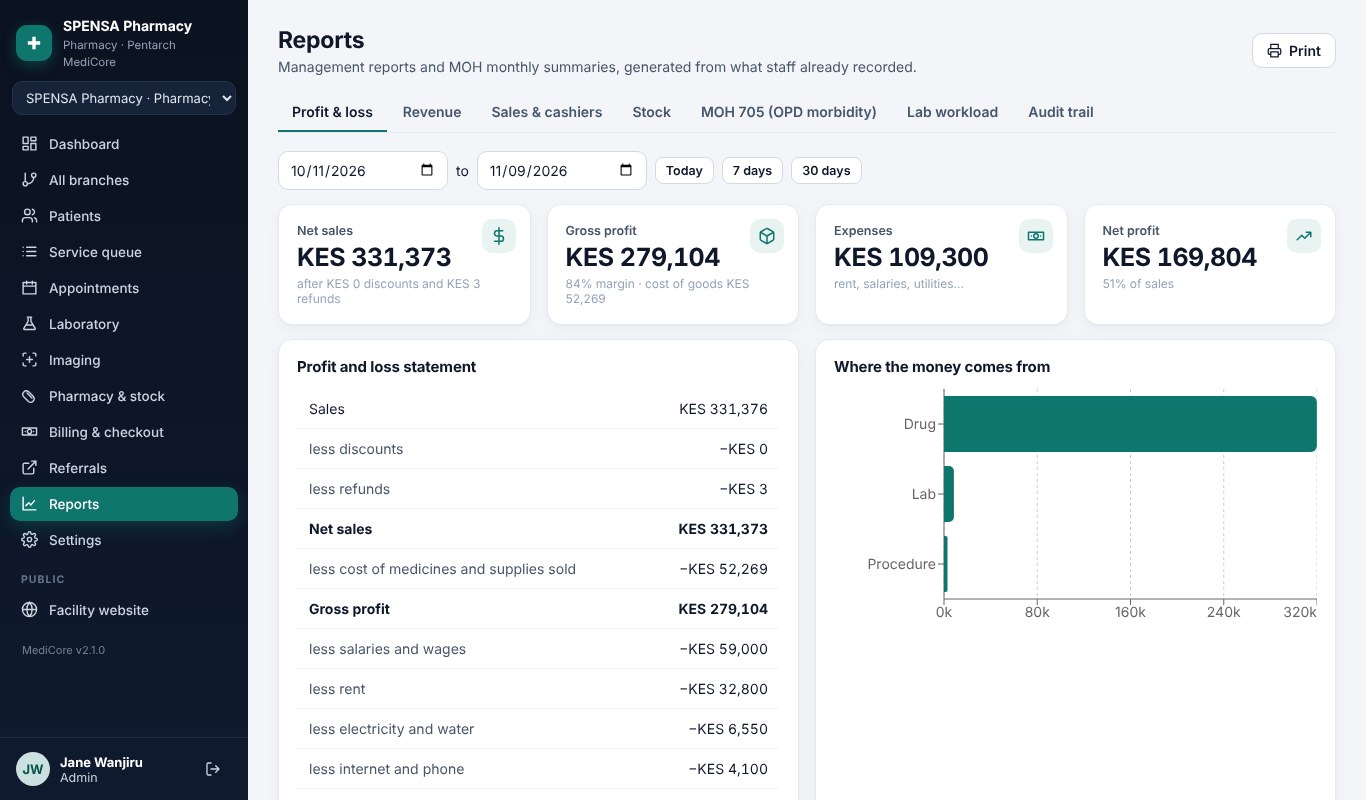 SPENSA Pharmacy
Pharmacy · Pentarch
MediCore
SPENSA Pharmacy · Pharmacy
Dashboard
All branches
Patients
Service queue
Appointments
Laboratory
Imaging
Pharmacy & stock
Billing & checkout
Referrals
Reports
Settings
PUBLIC
Facility website
MediCore v2.1.0
JW
Jane Wanjiru
Admin
Reports
Management reports and MOH monthly summaries, generated from what staff already recorded.
Print
Profit & loss
Revenue
Sales & cashiers
Stock
MOH 705 (OPD morbidity)
Lab workload
Audit trail
10/11/2026 to 11/09/2026 Today 7 days 30 days
Net sales
KES 331,373
after KES 0 discounts and KES 3
refunds
Gross profit
KES 279,104
84% margin · cost of goods KES
52,269
Expenses
KES 109,300
rent, salaries, utilities…
Net profit
KES 169,804
51% of sales
Profit and loss statement
Sales KES 331,376
less discounts −KES 0
less refunds −KES 3
Net sales KES 331,373
less cost of medicines and supplies sold −KES 52,269
Gross profit KES 279,104
less salaries and wages −KES 59,000
less rent −KES 32,800
less electricity and water −KES 6,550
less internet and phone −KES 4,100
Where the money comes from
Drug
Lab
Procedure
0k 80k 160k 240k 320k